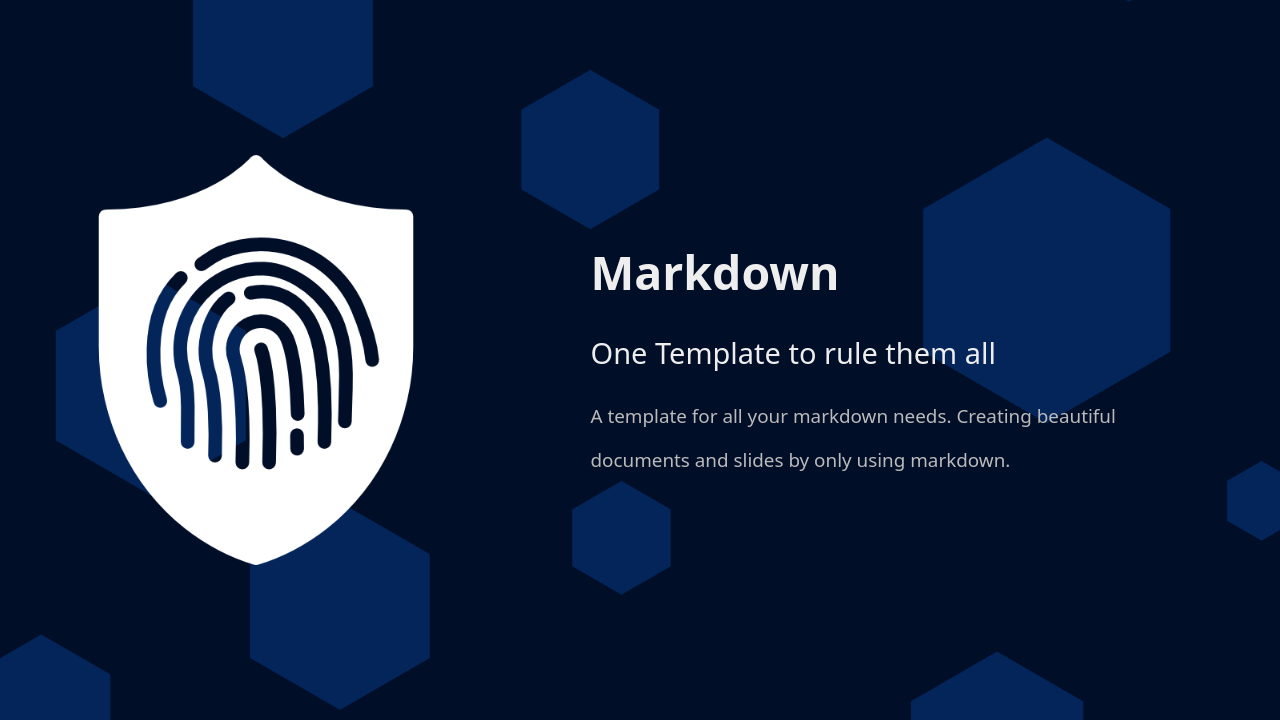 Markdown
One Template to rule them all
A template for all your markdown needs. Creating beautiful
documents and slides by only using markdown.